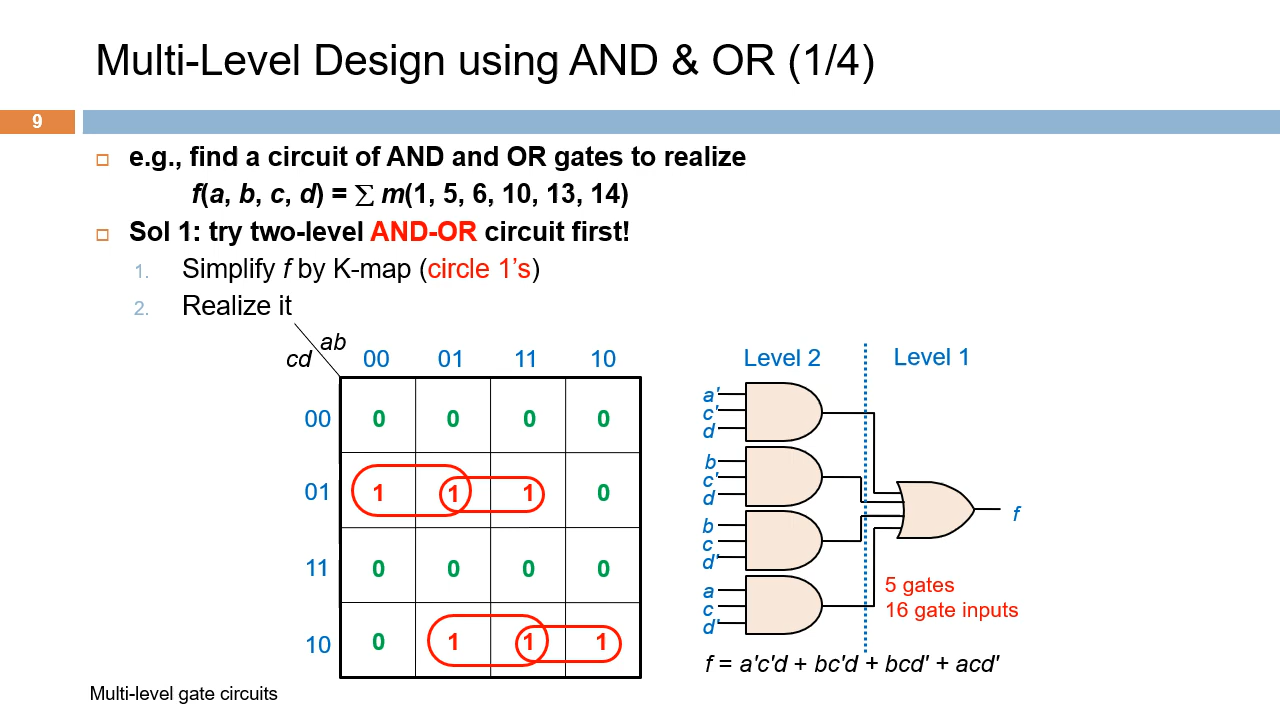 Multi-Level Design using AND & OR (1/4)
9
e.g., find a circuit of AND and OR gates to realize
f(a, b, c, d) = ∑ m(1, 5, 6, 10, 13, 14)
Sol 1: try two-level AND-OR circuit first!
1. Simplify f by K-map (circle 1’s)
2. Realize it
ab
cd 00 01 11 10
00 0 0 0 0
01 1 1 1 0
11 0 0 0 0
10 0 1 1 1
Level 2 Level 1
a'
c'
d
b
c'
d
b
c
d'
a
c
d'
f
5 gates
16 gate inputs
f = a'c'd + bc'd + bcd' + acd'
Multi-level gate circuits